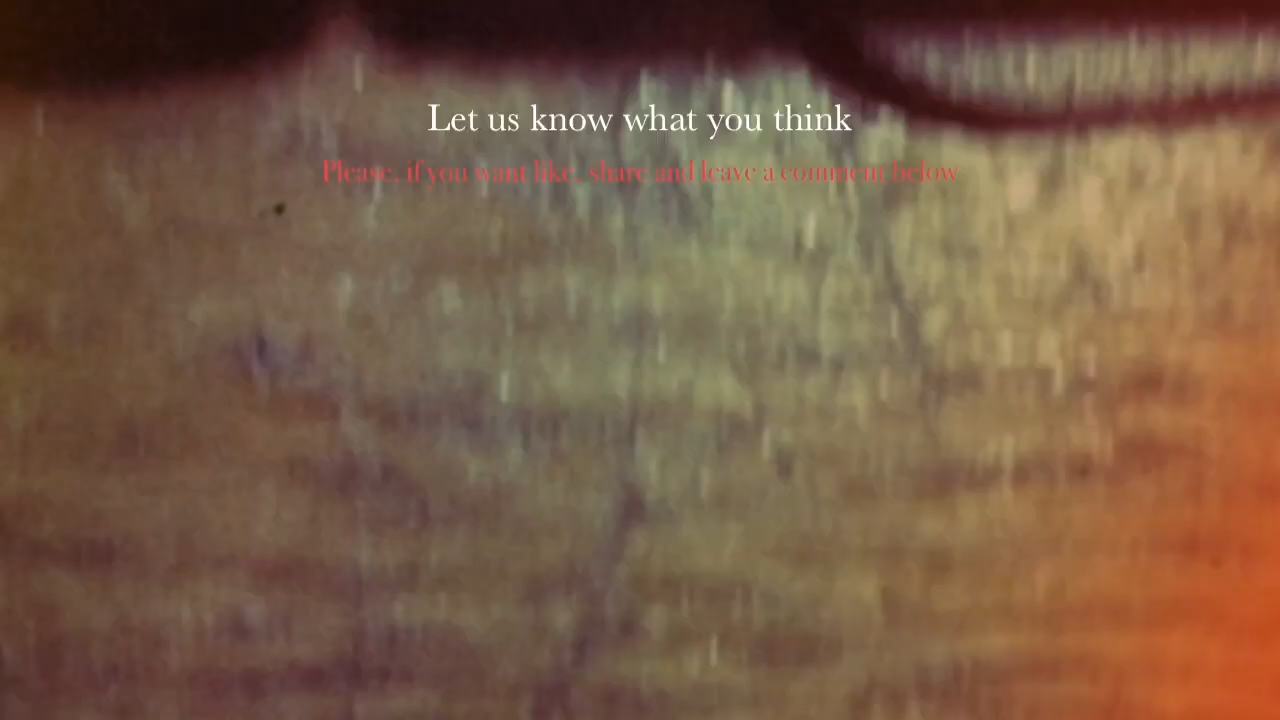 Let us know what you think
Please, if you want like, share and leave a comment below